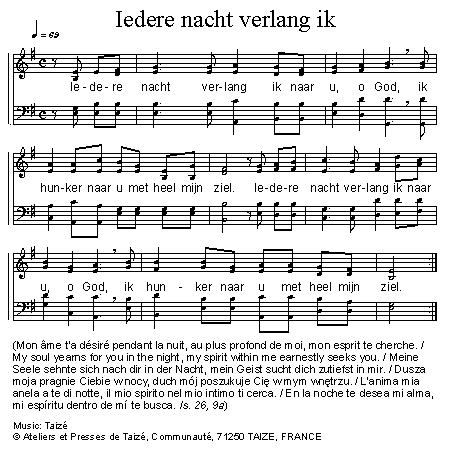 Iedere nacht verlang ik
♩ = 69
Ie - de - re nacht ver-lang ik naar u, o God, ik
hun-ker naar u met heel mijn ziel. Ie-de-re nacht ver-lang ik naar
u, o God, ik hun - ker naar u met heel mijn ziel.
(Mon âme t'a désiré pendant la nuit, au plus profond de moi, mon esprit te cherche. /
My soul yearns for you in the night, my spirit within me earnestly seeks you. / Meine
Seele sehnte sich nach dir in der Nacht, mein Geist sucht dich zutiefst in mir. / Dusza
moja pragnie Ciebie w nocy, duch mój poszukuje Cię w mym wnętrzu. / L'anima mia
anela a te di notte, il mio spirito nel mio intimo ti cerca. / En la noche te desea mi alma,
mi espíritu dentro de mí te busca. Is. 26, 9a)
Music: Taizé
© Ateliers et Presses de Taizé, Communauté, 71250 TAIZE, FRANCE